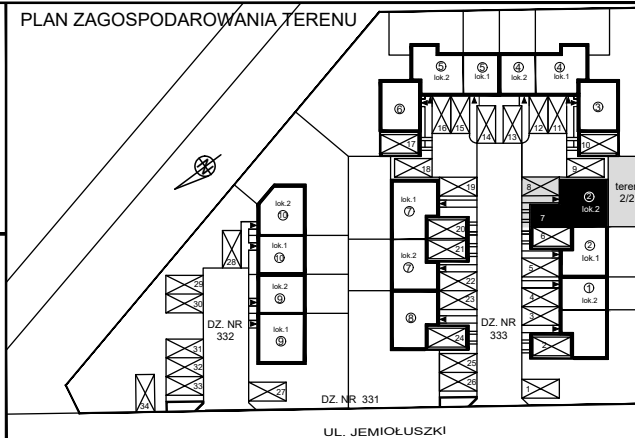 PLAN ZAGOSPODAROWANIA TERENU
5 lok.2
5 lok.1
4 lok.2
4 lok.1
6
3
16 15 14 13 12 11
17
10
18
9
19
8
teren
2/2
N
lok.2
10
lok.1
7
2
lok.2
7
20
6
lok.1
10
28
21
lok.2
7
2
lok.1
5
29
22
30
lok.2
9
23
4
1
lok.2
3
DZ. NR
332
lok.1
9
8
DZ. NR
333
31
24
2
32
25
33
27
26
1
34
DZ. NR 331
UL. JEMIOŁUSZKI